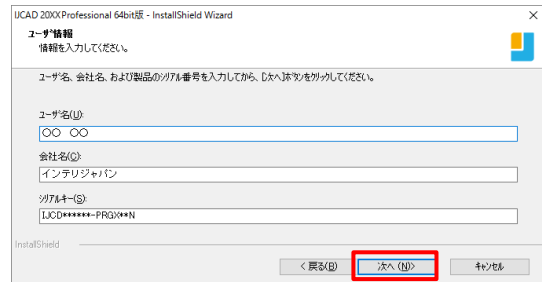 IJCAD 20XX Professional 64bit版 - InstallShield Wizard
ユーザ情報
情報を入力してください。
ユーザ名、会社名、および製品のシリアル番号を入力してから、[次へ]ボタンをクリックしてください。
ユーザ名(U):
○○ ○○
会社名(C):
インテリジャパン
シリアルキー(S):
IJCD******-PRGX**N
InstallShield
< 戻る(B)
次へ (N)>
キャンセル